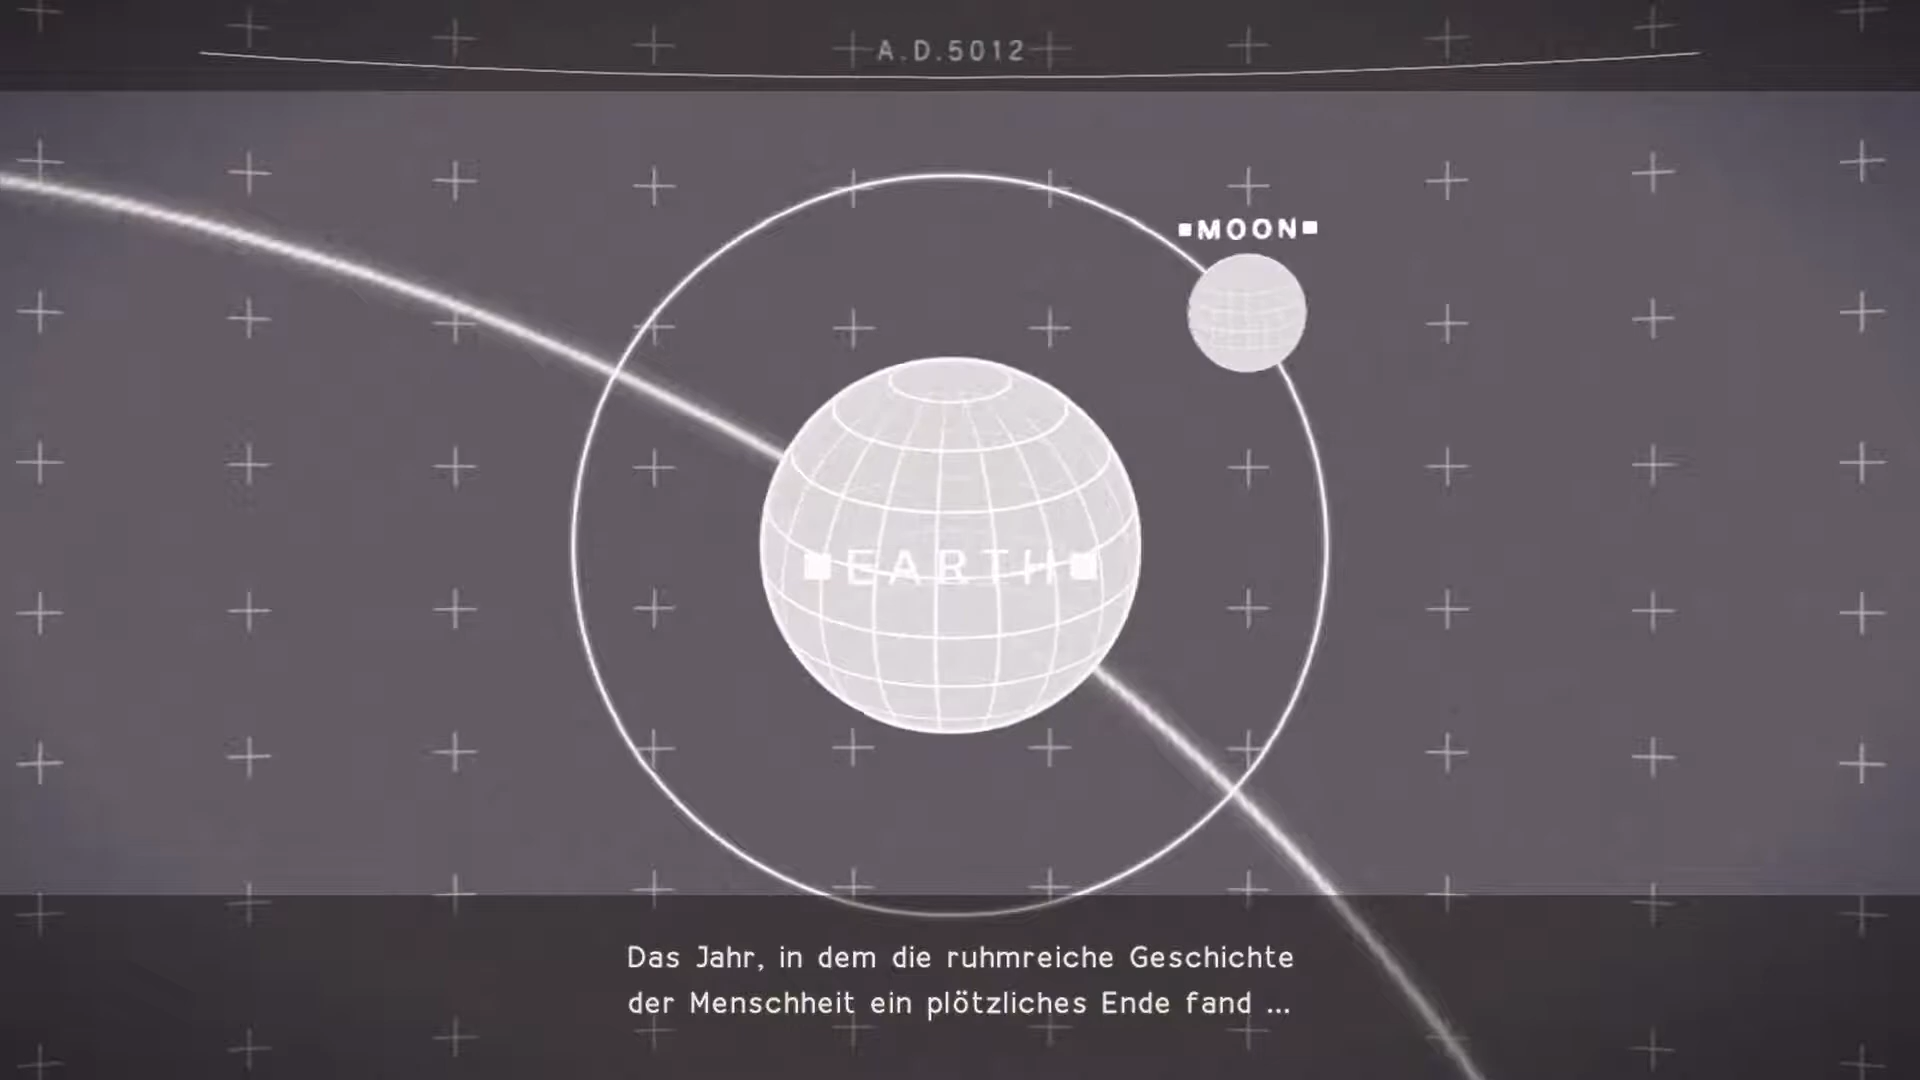 A.D.5012
MOON
EARTH
Das Jahr, in dem die ruhmreiche Geschichte
der Menschheit ein plötzliches Ende fand ...